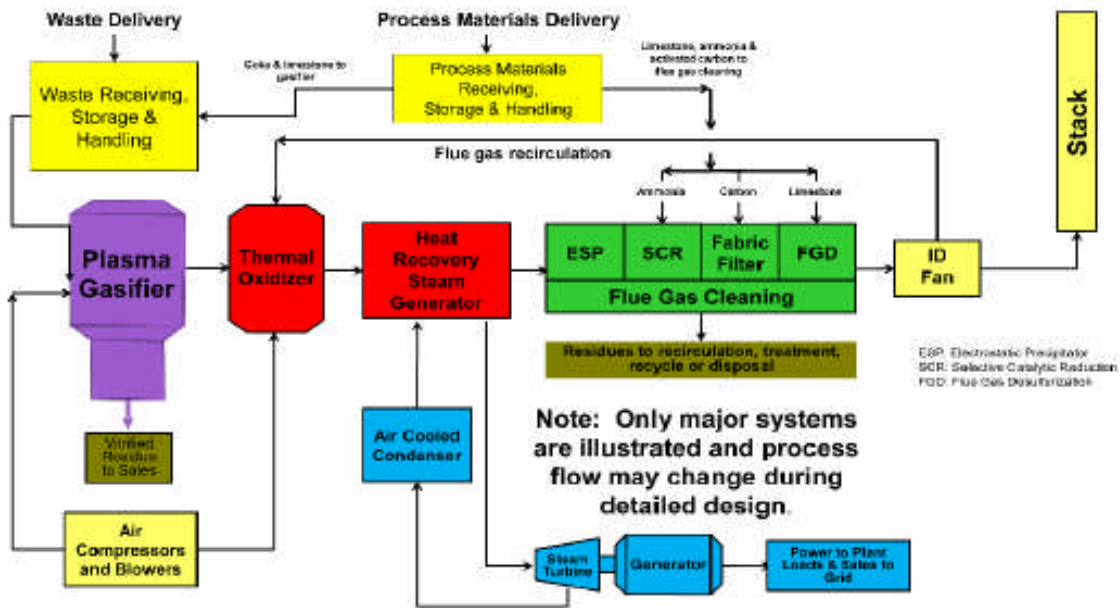 Waste Delivery
Process Materials Delivery
Coke & limestone to
gasifier
Limestone, ammonia &
activated carbon to
flue gas cleaning
Waste Receiving,
Storage &
Handling
Process Materials
Receiving,
Storage & Handling
Stack
Flue gas recirculation
Ammonia
Carbon
Limestone
Plasma
Gasifier
Thermal
Oxidizer
Heat
Recovery
Steam
Generator
ESP
SCR
Fabric
Filter
FGD
Flue Gas Cleaning
ID
Fan
Residues to recirculation, treatment,
recycle or disposal
ESP: Electrostatic Precipitator
SCR: Selective Catalytic Reduction
FGD: Flue Gas Desulfurization
Vitrified
Residue
to Sales
Air Cooled
Condenser
Note: Only major systems
are illustrated and process
flow may change during
detailed design.
Air
Compressors
and Blowers
Steam
Turbine
Generator
Power to Plant
Loads & Sales to
Grid